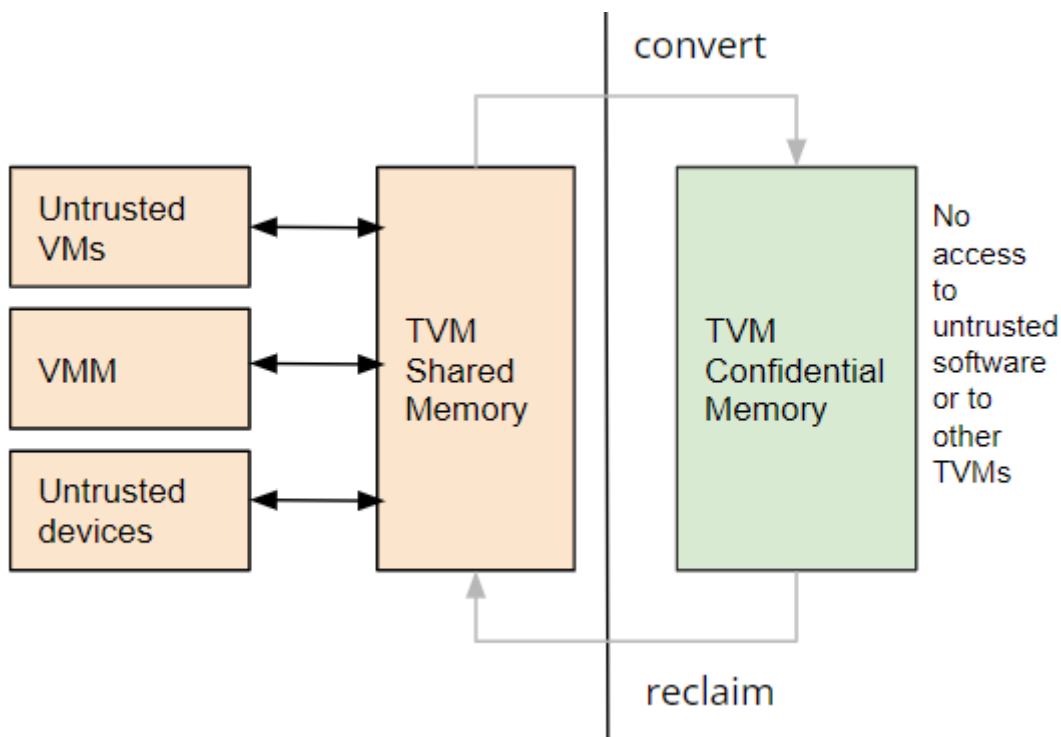 convert
Untrusted
VMs
VMM
Untrusted
devices
TVM
Shared
Memory
TVM
Confidential
Memory
No
access
to
untrusted
software
or to
other
TVMs
reclaim